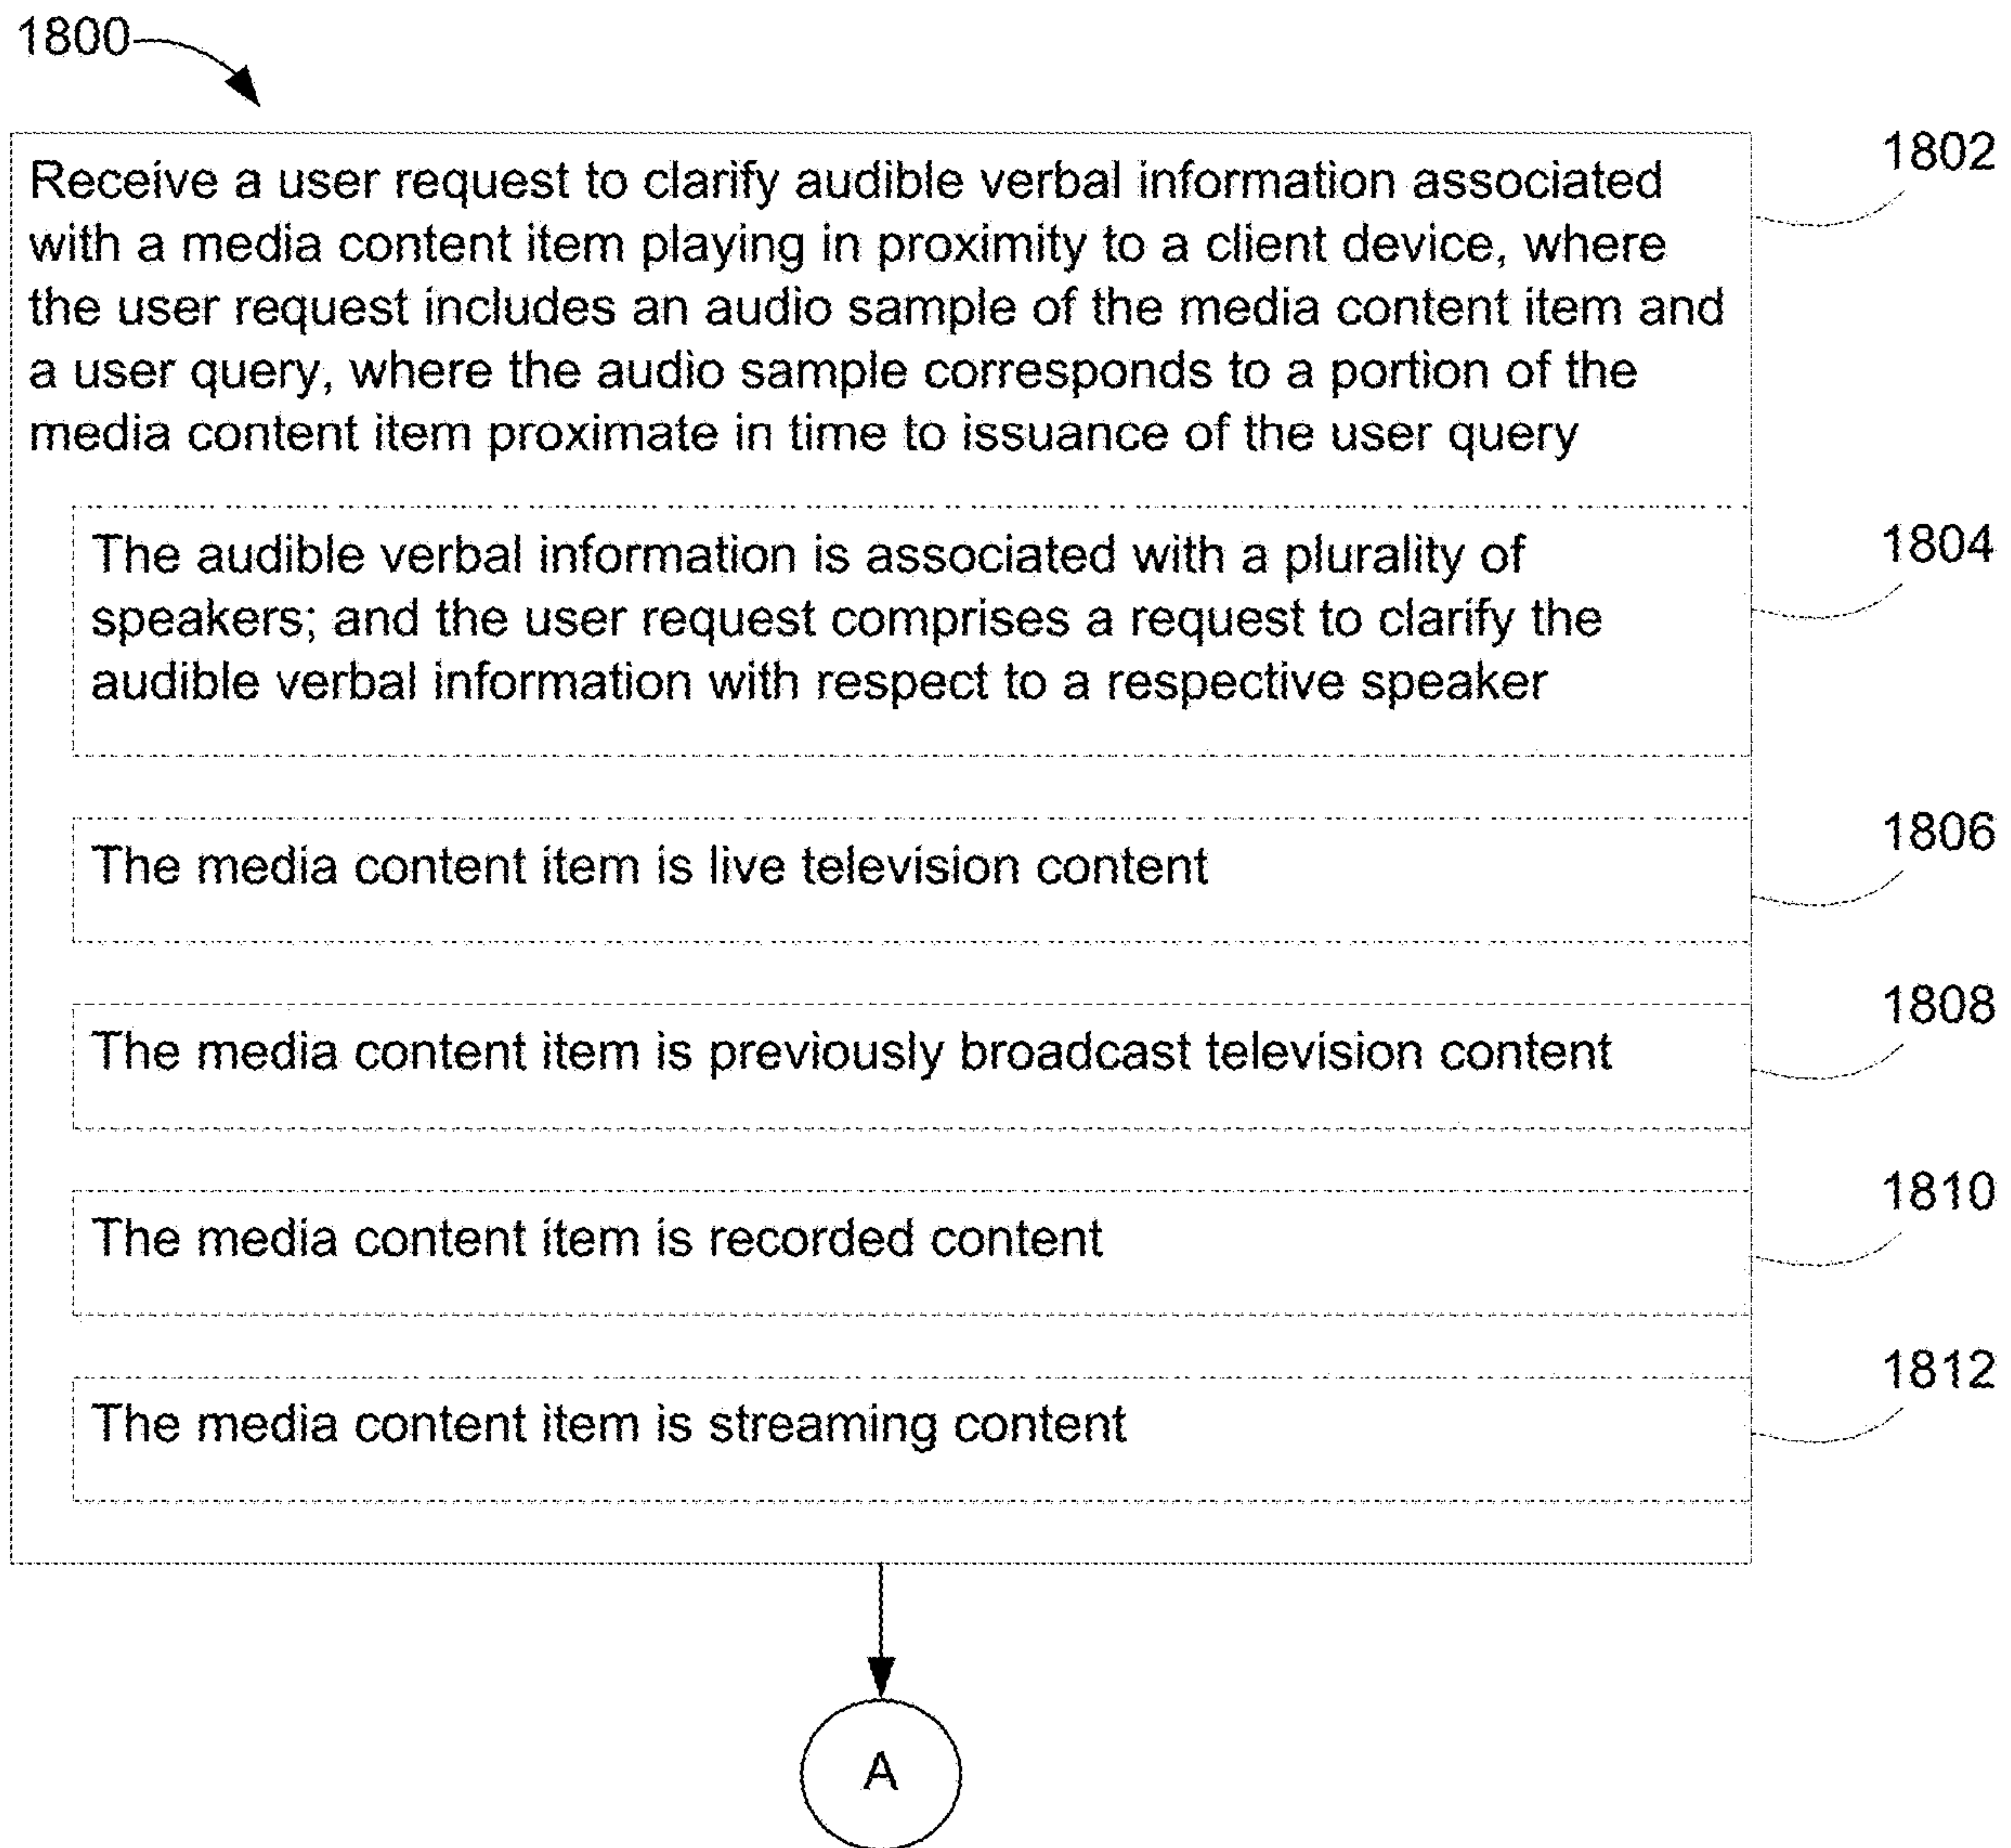 1800
Receive a user request to clarify audible verbal information associated
with a media content item playing in proximity to a client device, where
the user request includes an audio sample of the media content item and
a user query, where the audio sample corresponds to a portion of the
media content item proximate in time to issuance of the user query
1802
The audible verbal information is associated with a plurality of
speakers; and the user request comprises a request to clarify the
audible verbal information with respect to a respective speaker
1804
The media content item is live television content
1806
The media content item is previously broadcast television content
1808
The media content item is recorded content
1810
The media content item is streaming content
1812
A